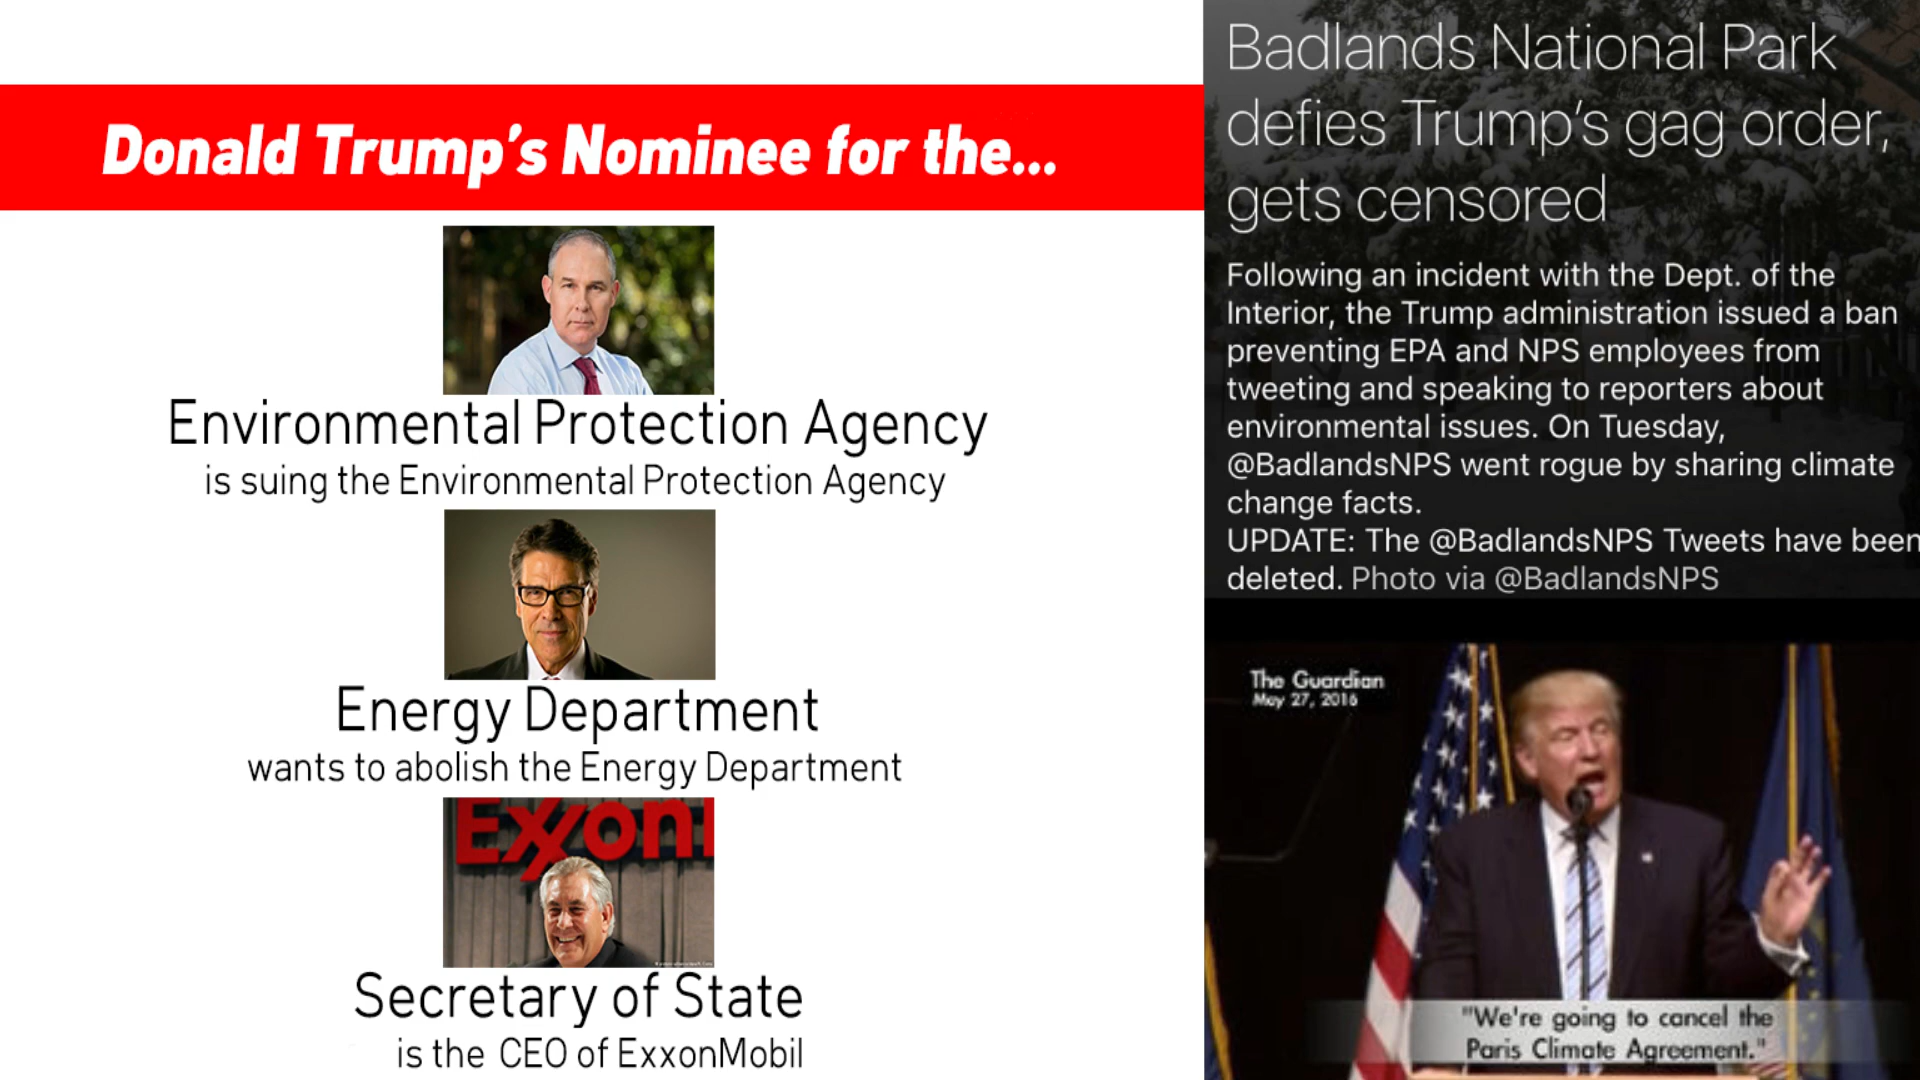 Donald Trump's Nominee for the...
Environmental Protection Agency
is suing the Environmental Protection Agency
Energy Department
wants to abolish the Energy Department
Exxon
Secretary of State
is the CEO of ExxonMobil
Badlands National Park
defies Trump's gag order,
gets censored
Following an incident with the Dept. of the
Interior, the Trump administration issued a ban
preventing EPA and NPS employees from
tweeting and speaking to reporters about
environmental issues. On Tuesday,
@BadlandsNPS went rogue by sharing climate
change facts.
UPDATE: The @BadlandsNPS Tweets have been
deleted. Photo via @BadlandsNPS
The Guardian
May 27, 2016
"We're going to cancel the
Paris Climate Agreement."